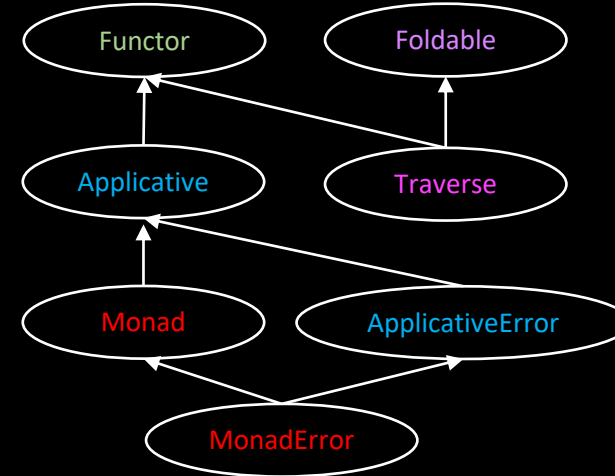 Functor
Foldable
Applicative
Traverse
Monad
ApplicativeError
MonadError